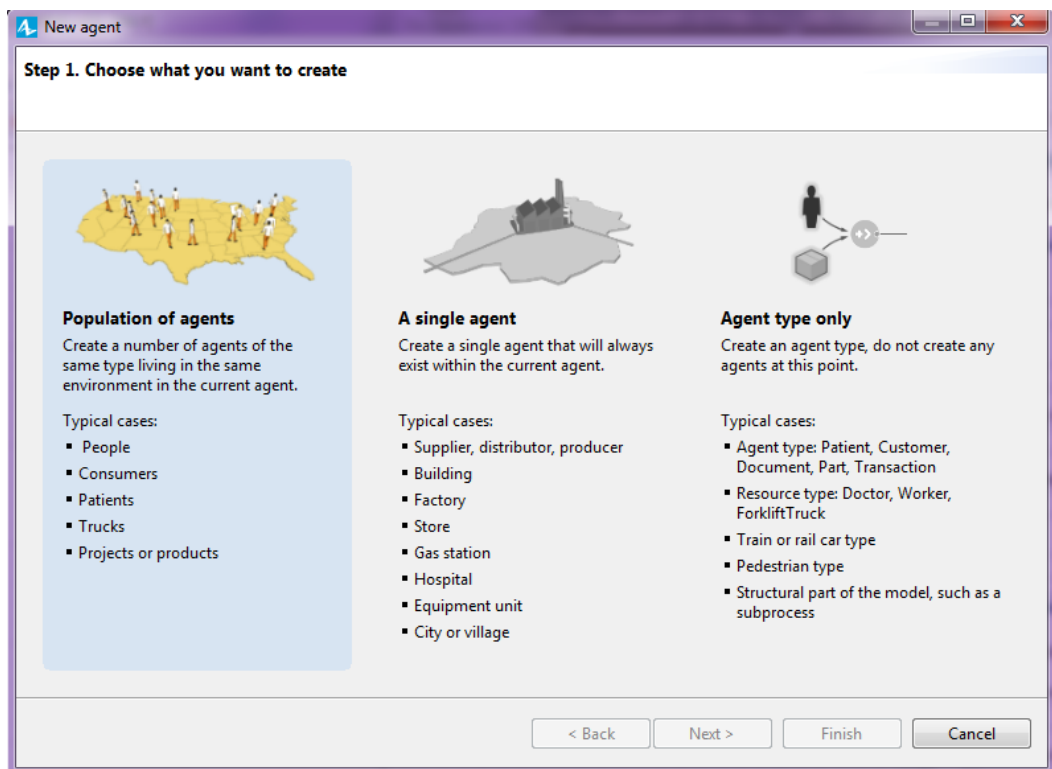 New agent
Step 1. Choose what you want to create
Population of agents
Create a number of agents of the
same type living in the same
environment in the current agent.
Typical cases:
▪ People
▪ Consumers
▪ Patients
▪ Trucks
▪ Projects or products
A single agent
Create a single agent that will always
exist within the current agent.
Typical cases:
▪ Supplier, distributor, producer
▪ Building
▪ Factory
▪ Store
▪ Gas station
▪ Hospital
▪ Equipment unit
▪ City or village
Agent type only
Create an agent type, do not create any
agents at this point.
Typical cases:
▪ Agent type: Patient, Customer,
Document, Part, Transaction
▪ Resource type: Doctor, Worker,
ForkliftTruck
▪ Train or rail car type
▪ Pedestrian type
▪ Structural part of the model, such as a
subprocess
< Back
Next >
Finish
Cancel